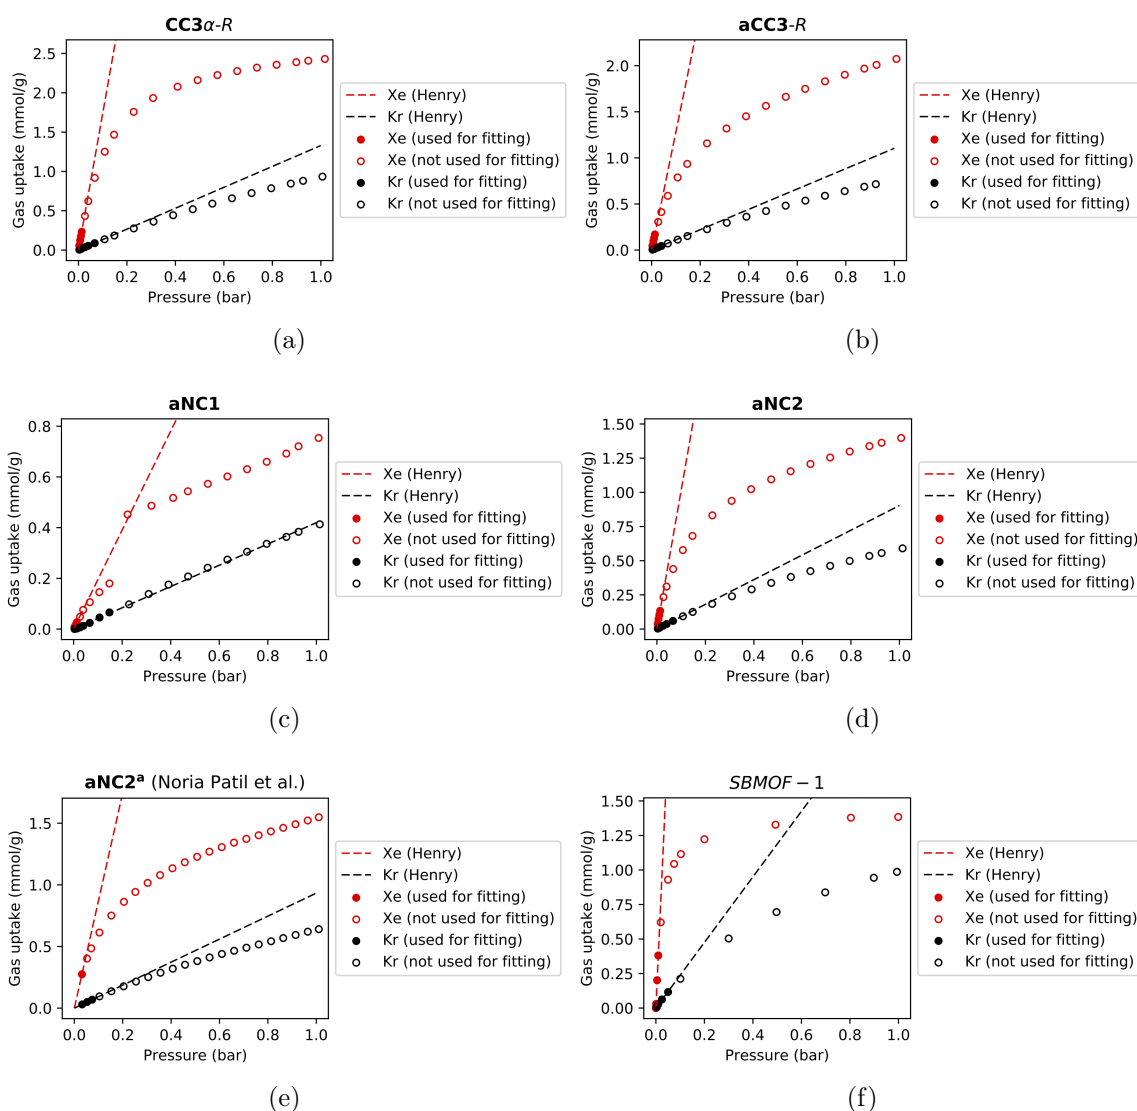 CC3α-R
Gas uptake (mmol/g)
2.5
2.0
1.5
1.0
0.5
0.0
0.0 0.2 0.4 0.6 0.8 1.0
Pressure (bar)
Xe (Henry)
Kr (Henry)
Xe (used for fitting)
Xe (not used for fitting)
Kr (used for fitting)
Kr (not used for fitting)
(a)
aCC3-R
Gas uptake (mmol/g)
2.0
1.5
1.0
0.5
0.0
0.0 0.2 0.4 0.6 0.8 1.0
Pressure (bar)
Xe (Henry)
Kr (Henry)
Xe (used for fitting)
Xe (not used for fitting)
Kr (used for fitting)
Kr (not used for fitting)
(b)
aNC1
Gas uptake (mmol/g)
0.8
0.6
0.4
0.2
0.0
0.0 0.2 0.4 0.6 0.8 1.0
Pressure (bar)
Xe (Henry)
Kr (Henry)
Xe (used for fitting)
Xe (not used for fitting)
Kr (used for fitting)
Kr (not used for fitting)
(c)
aNC2
Gas uptake (mmol/g)
1.50
1.25
1.00
0.75
0.50
0.25
0.00
0.0 0.2 0.4 0.6 0.8 1.0
Pressure (bar)
Xe (Henry)
Kr (Henry)
Xe (used for fitting)
Xe (not used for fitting)
Kr (used for fitting)
Kr (not used for fitting)
(d)
aNC2ᵃ (Noria Patil et al.)
Gas uptake (mmol/g)
1.5
1.0
0.5
0.0
0.0 0.2 0.4 0.6 0.8 1.0
Pressure (bar)
Xe (Henry)
Kr (Henry)
Xe (used for fitting)
Xe (not used for fitting)
Kr (used for fitting)
Kr (not used for fitting)
(e)
SBMOF − 1
Gas uptake (mmol/g)
1.50
1.25
1.00
0.75
0.50
0.25
0.00
0.0 0.2 0.4 0.6 0.8 1.0
Pressure (bar)
Xe (Henry)
Kr (Henry)
Xe (used for fitting)
Xe (not used for fitting)
Kr (used for fitting)
Kr (not used for fitting)
(f)